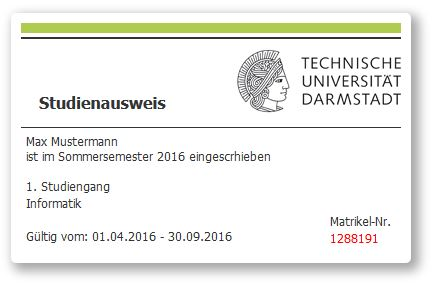 TECHNISCHE
UNIVERSITÄT
DARMSTADT
Studienausweis
Max Mustermann
ist im Sommersemester 2016 eingescrhieben
1. Studiengang
Informatik
Matrikel-Nr.
Gültig vom: 01.04.2016 - 30.09.2016
1288191